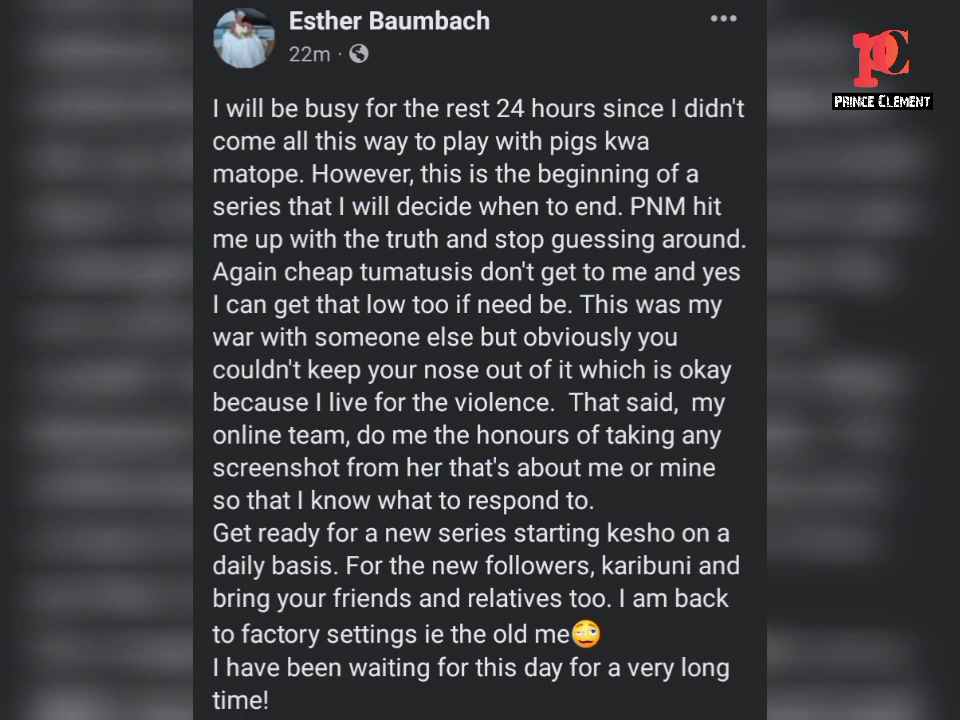 Esther Baumbach
22m ·
I will be busy for the rest 24 hours since I didn't
come all this way to play with pigs kwa
matope. However, this is the beginning of a
series that I will decide when to end. PNM hit
me up with the truth and stop guessing around.
Again cheap tumatusis don't get to me and yes
I can get that low too if need be. This was my
war with someone else but obviously you
couldn't keep your nose out of it which is okay
because I live for the violence.  That said,  my
online team, do me the honours of taking any
screenshot from her that's about me or mine
so that I know what to respond to.
Get ready for a new series starting kesho on a
daily basis. For the new followers, karibuni and
bring your friends and relatives too. I am back
to factory settings ie the old me🙄
I have been waiting for this day for a very long
time!
PC
PRINCE CLEMENT